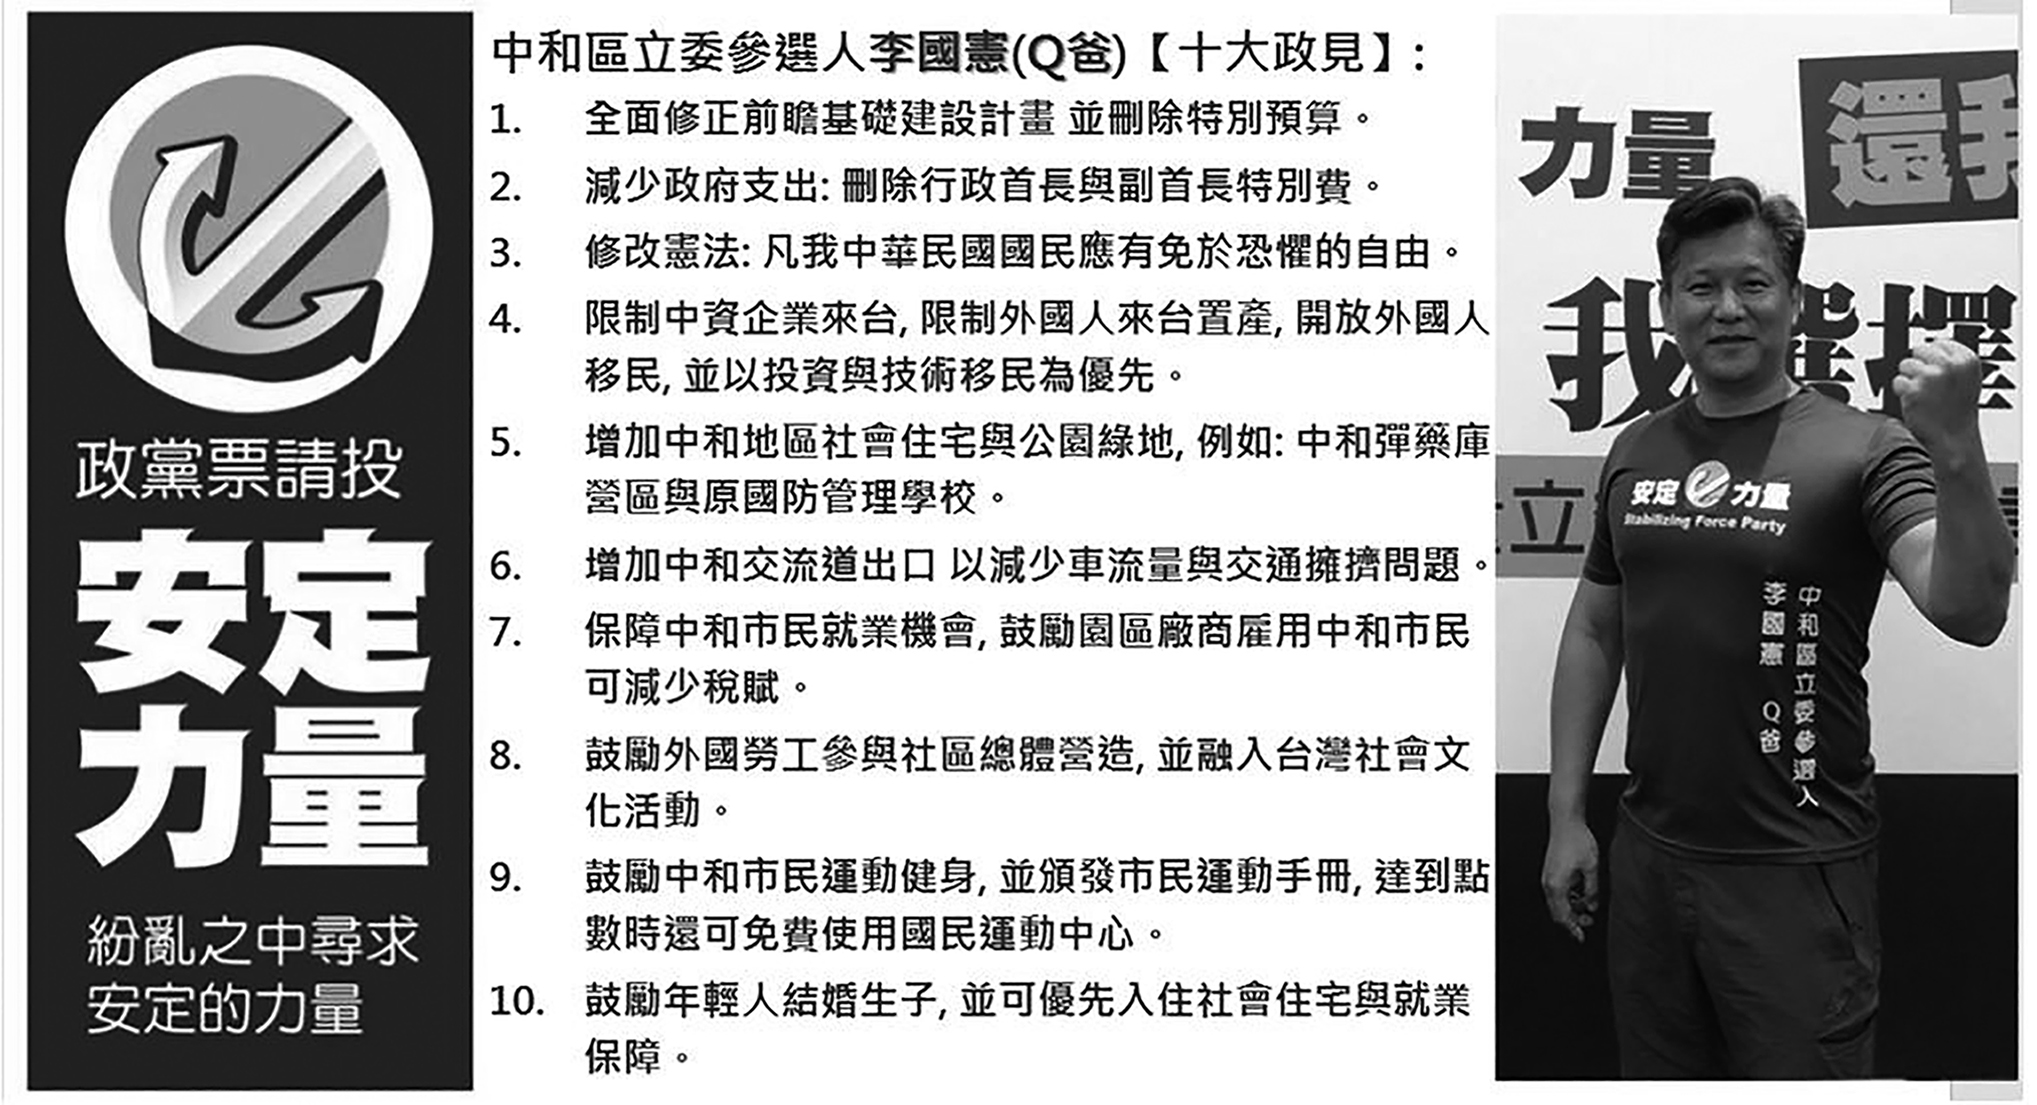 政黨票請投
安定
力量
紛亂之中尋求
安定的力量
中和區立委參選人李國憲(Q爸)【十大政見】:
1. 全面修正前瞻基礎建設計畫 並刪除特別預算。
2. 減少政府支出: 刪除行政首長與副首長特別費。
3. 修改憲法: 凡我中華民國國民應有免於恐懼的自由。
4. 限制中資企業來台, 限制外國人來台置產, 開放外國人
移民, 並以投資與技術移民為優先。
5. 增加中和地區社會住宅與公園綠地, 例如: 中和彈藥庫
營區與原國防管理學校。
6. 增加中和交流道出口 以減少車流量與交通擁擠問題。
7. 保障中和市民就業機會, 鼓勵園區廠商雇用中和市民
可減少稅賦。
8. 鼓勵外國勞工參與社區總體營造, 並融入台灣社會文
化活動。
9. 鼓勵中和市民運動健身, 並頒發市民運動手冊, 達到點
數時還可免費使用國民運動中心。
10. 鼓勵年輕人結婚生子, 並可優先入住社會住宅與就業
保障。
力量
還我
我選擇
立
安定 力量
Stabilizing Force Party
中和區立委參選人
李國憲 Q爸